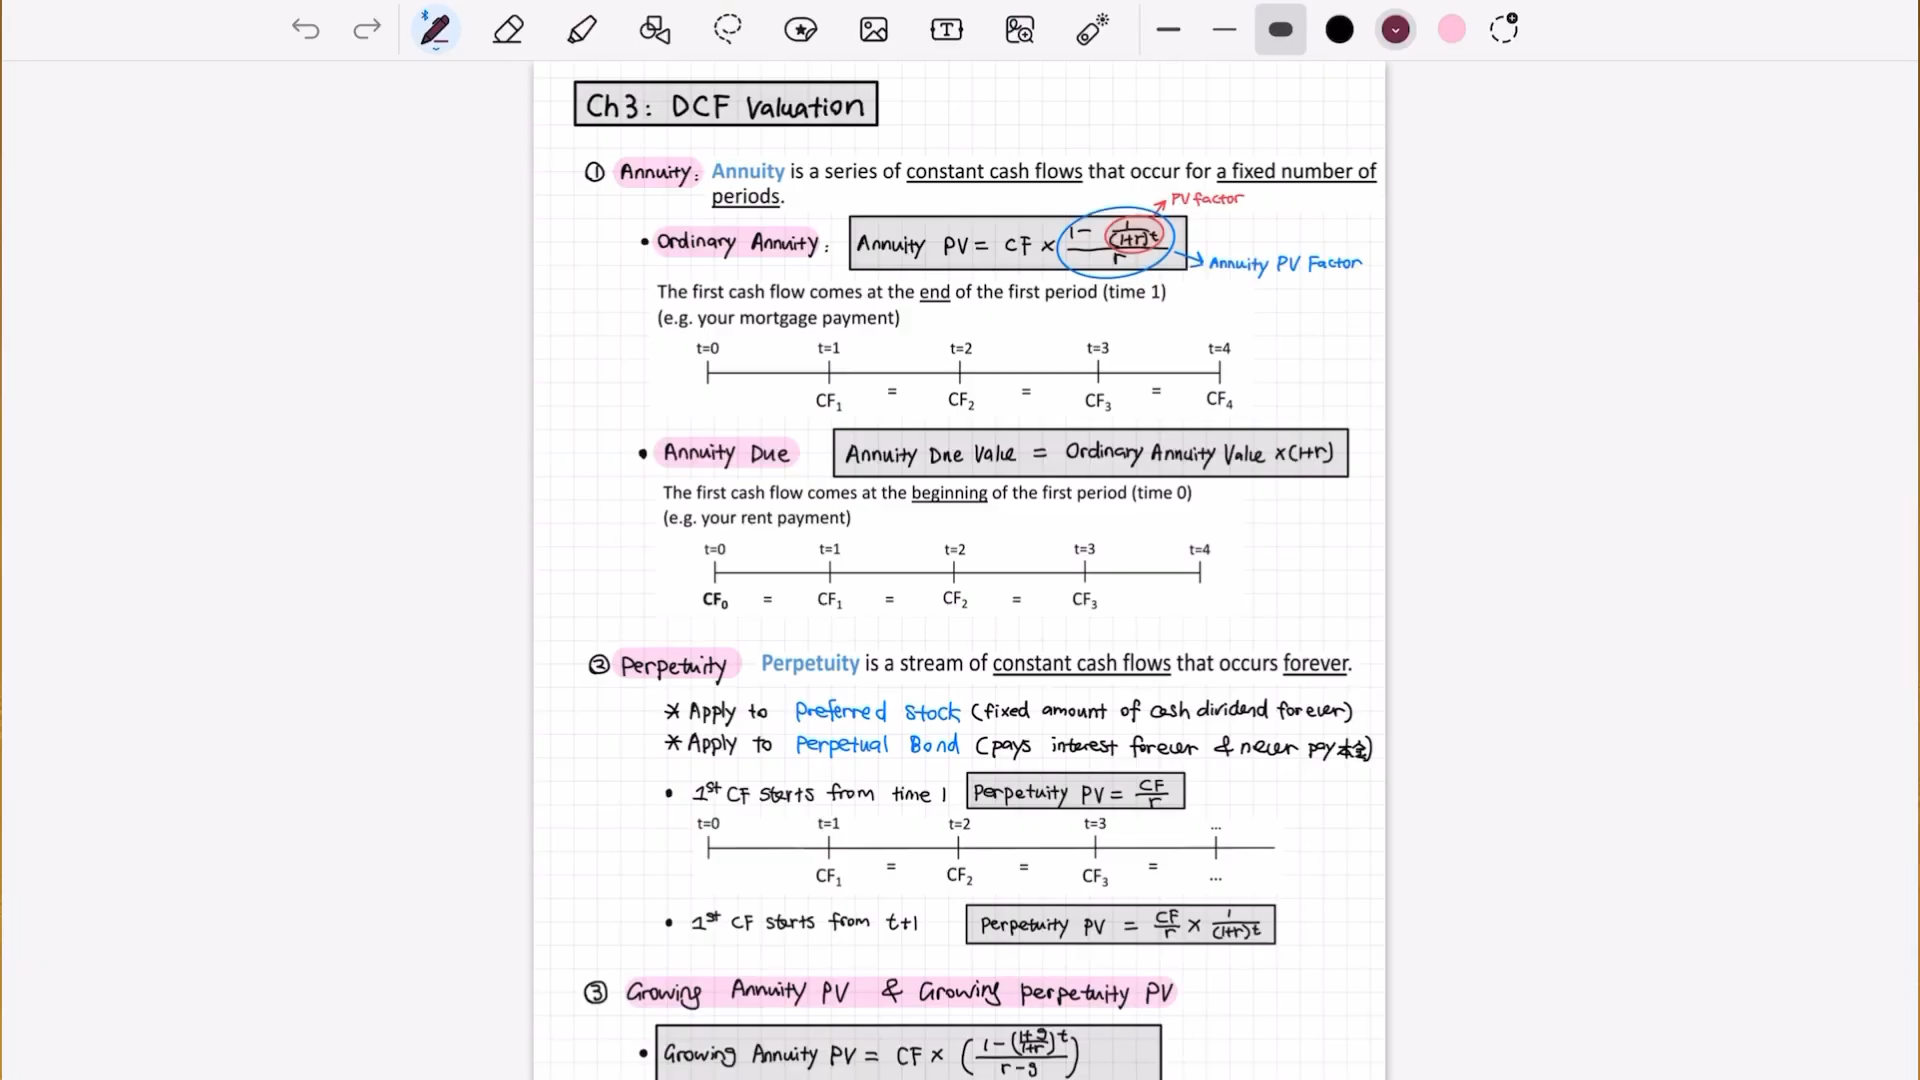 Ch3: DCF Valuation
① Annuity: Annuity is a series of constant cash flows that occur for a fixed number of
periods.
PV factor
• Ordinary Annuity: Annuity PV = CF × (1 - 1/(1+r)^t)/r
Annuity PV Factor
The first cash flow comes at the end of the first period (time 1)
(e.g. your mortgage payment)
t=0 t=1 t=2 t=3 t=4
CF₁ = CF₂ = CF₃ = CF₄
• Annuity Due Annuity Due Value = Ordinary Annuity Value ×(1+r)
The first cash flow comes at the beginning of the first period (time 0)
(e.g. your rent payment)
t=0 t=1 t=2 t=3 t=4
CF₀ = CF₁ = CF₂ = CF₃
② Perpetuity Perpetuity is a stream of constant cash flows that occurs forever.
* Apply to Preferred Stock (fixed amount of cash dividend forever)
* Apply to Perpetual Bond (pays interest forever & never pay本金)
• 1st CF starts from time 1 Perpetuity PV = CF/r
t=0 t=1 t=2 t=3 ...
CF₁ = CF₂ = CF₃ = ...
• 1st CF starts from t+1 Perpetuity PV = CF/r × 1/(1+r)^t
③ Growing Annuity PV & Growing perpetuity PV
• Growing Annuity PV = CF × ((1 - ((1+g)/(1+r))^t)/(r-g))